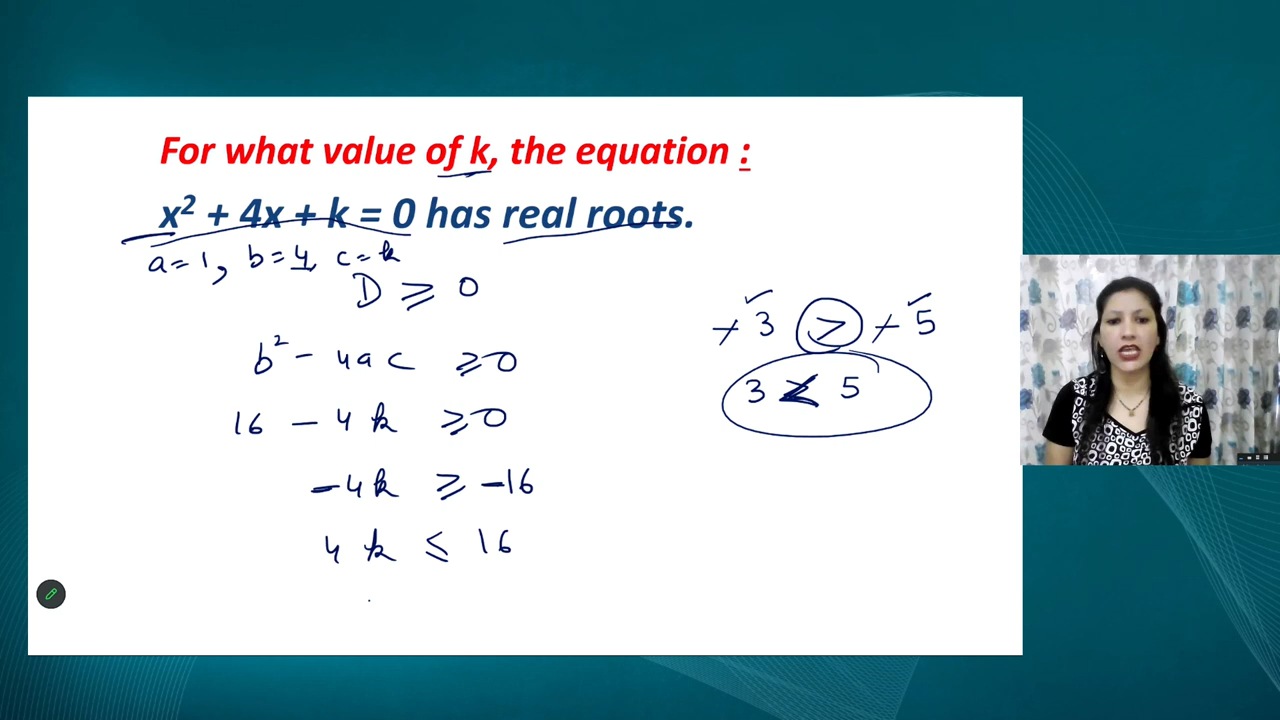 For what value of k, the equation :
x² + 4x + k = 0 has real roots.
a = 1, b = 4, c = k
D ≥ 0
b² - 4ac ≥ 0
16 - 4k ≥ 0
-4k ≥ -16
4k ≤ 16
-3 > -5
3 < 5